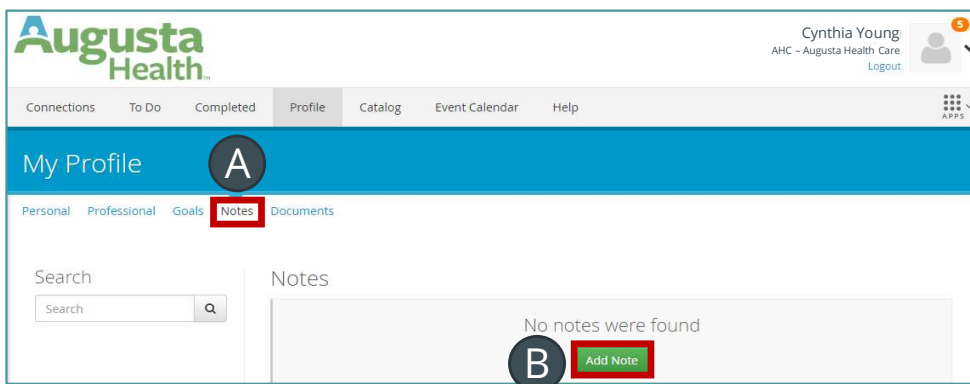 Augusta
Health™
Cynthia Young
AHC - Augusta Health Care
Logout
5
Connections To Do Completed Profile Catalog Event Calendar Help
APPS
My Profile
A
Personal Professional Goals Notes Documents
Search
Search
Notes
No notes were found
B
Add Note